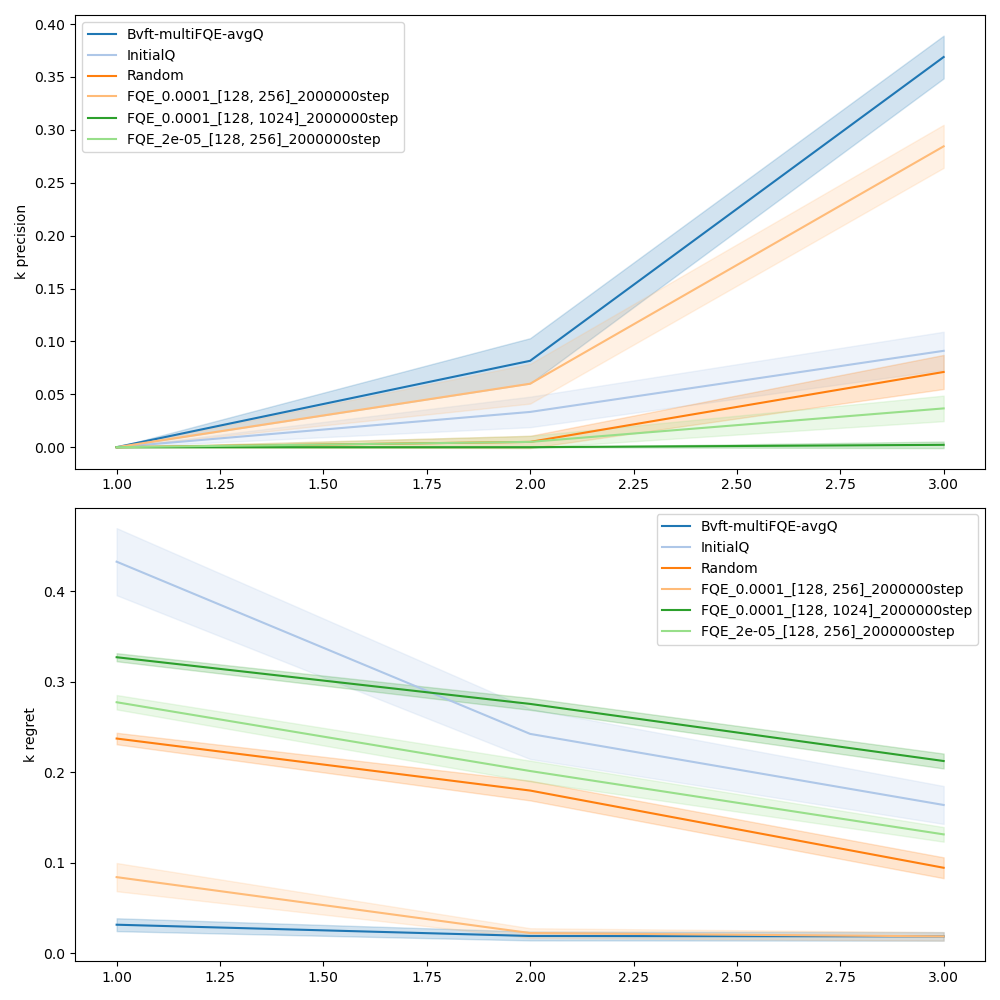 0.40
0.35
0.30
0.25
0.20
0.15
0.10
0.05
0.00
k precision
Bvft-multiFQE-avgQ
InitialQ
Random
FQE_0.0001_[128, 256]_2000000step
FQE_0.0001_[128, 1024]_2000000step
FQE_2e-05_[128, 256]_2000000step
1.00 1.25 1.50 1.75 2.00 2.25 2.50 2.75 3.00
0.4
0.3
0.2
0.1
0.0
k regret
Bvft-multiFQE-avgQ
InitialQ
Random
FQE_0.0001_[128, 256]_2000000step
FQE_0.0001_[128, 1024]_2000000step
FQE_2e-05_[128, 256]_2000000step
1.00 1.25 1.50 1.75 2.00 2.25 2.50 2.75 3.00